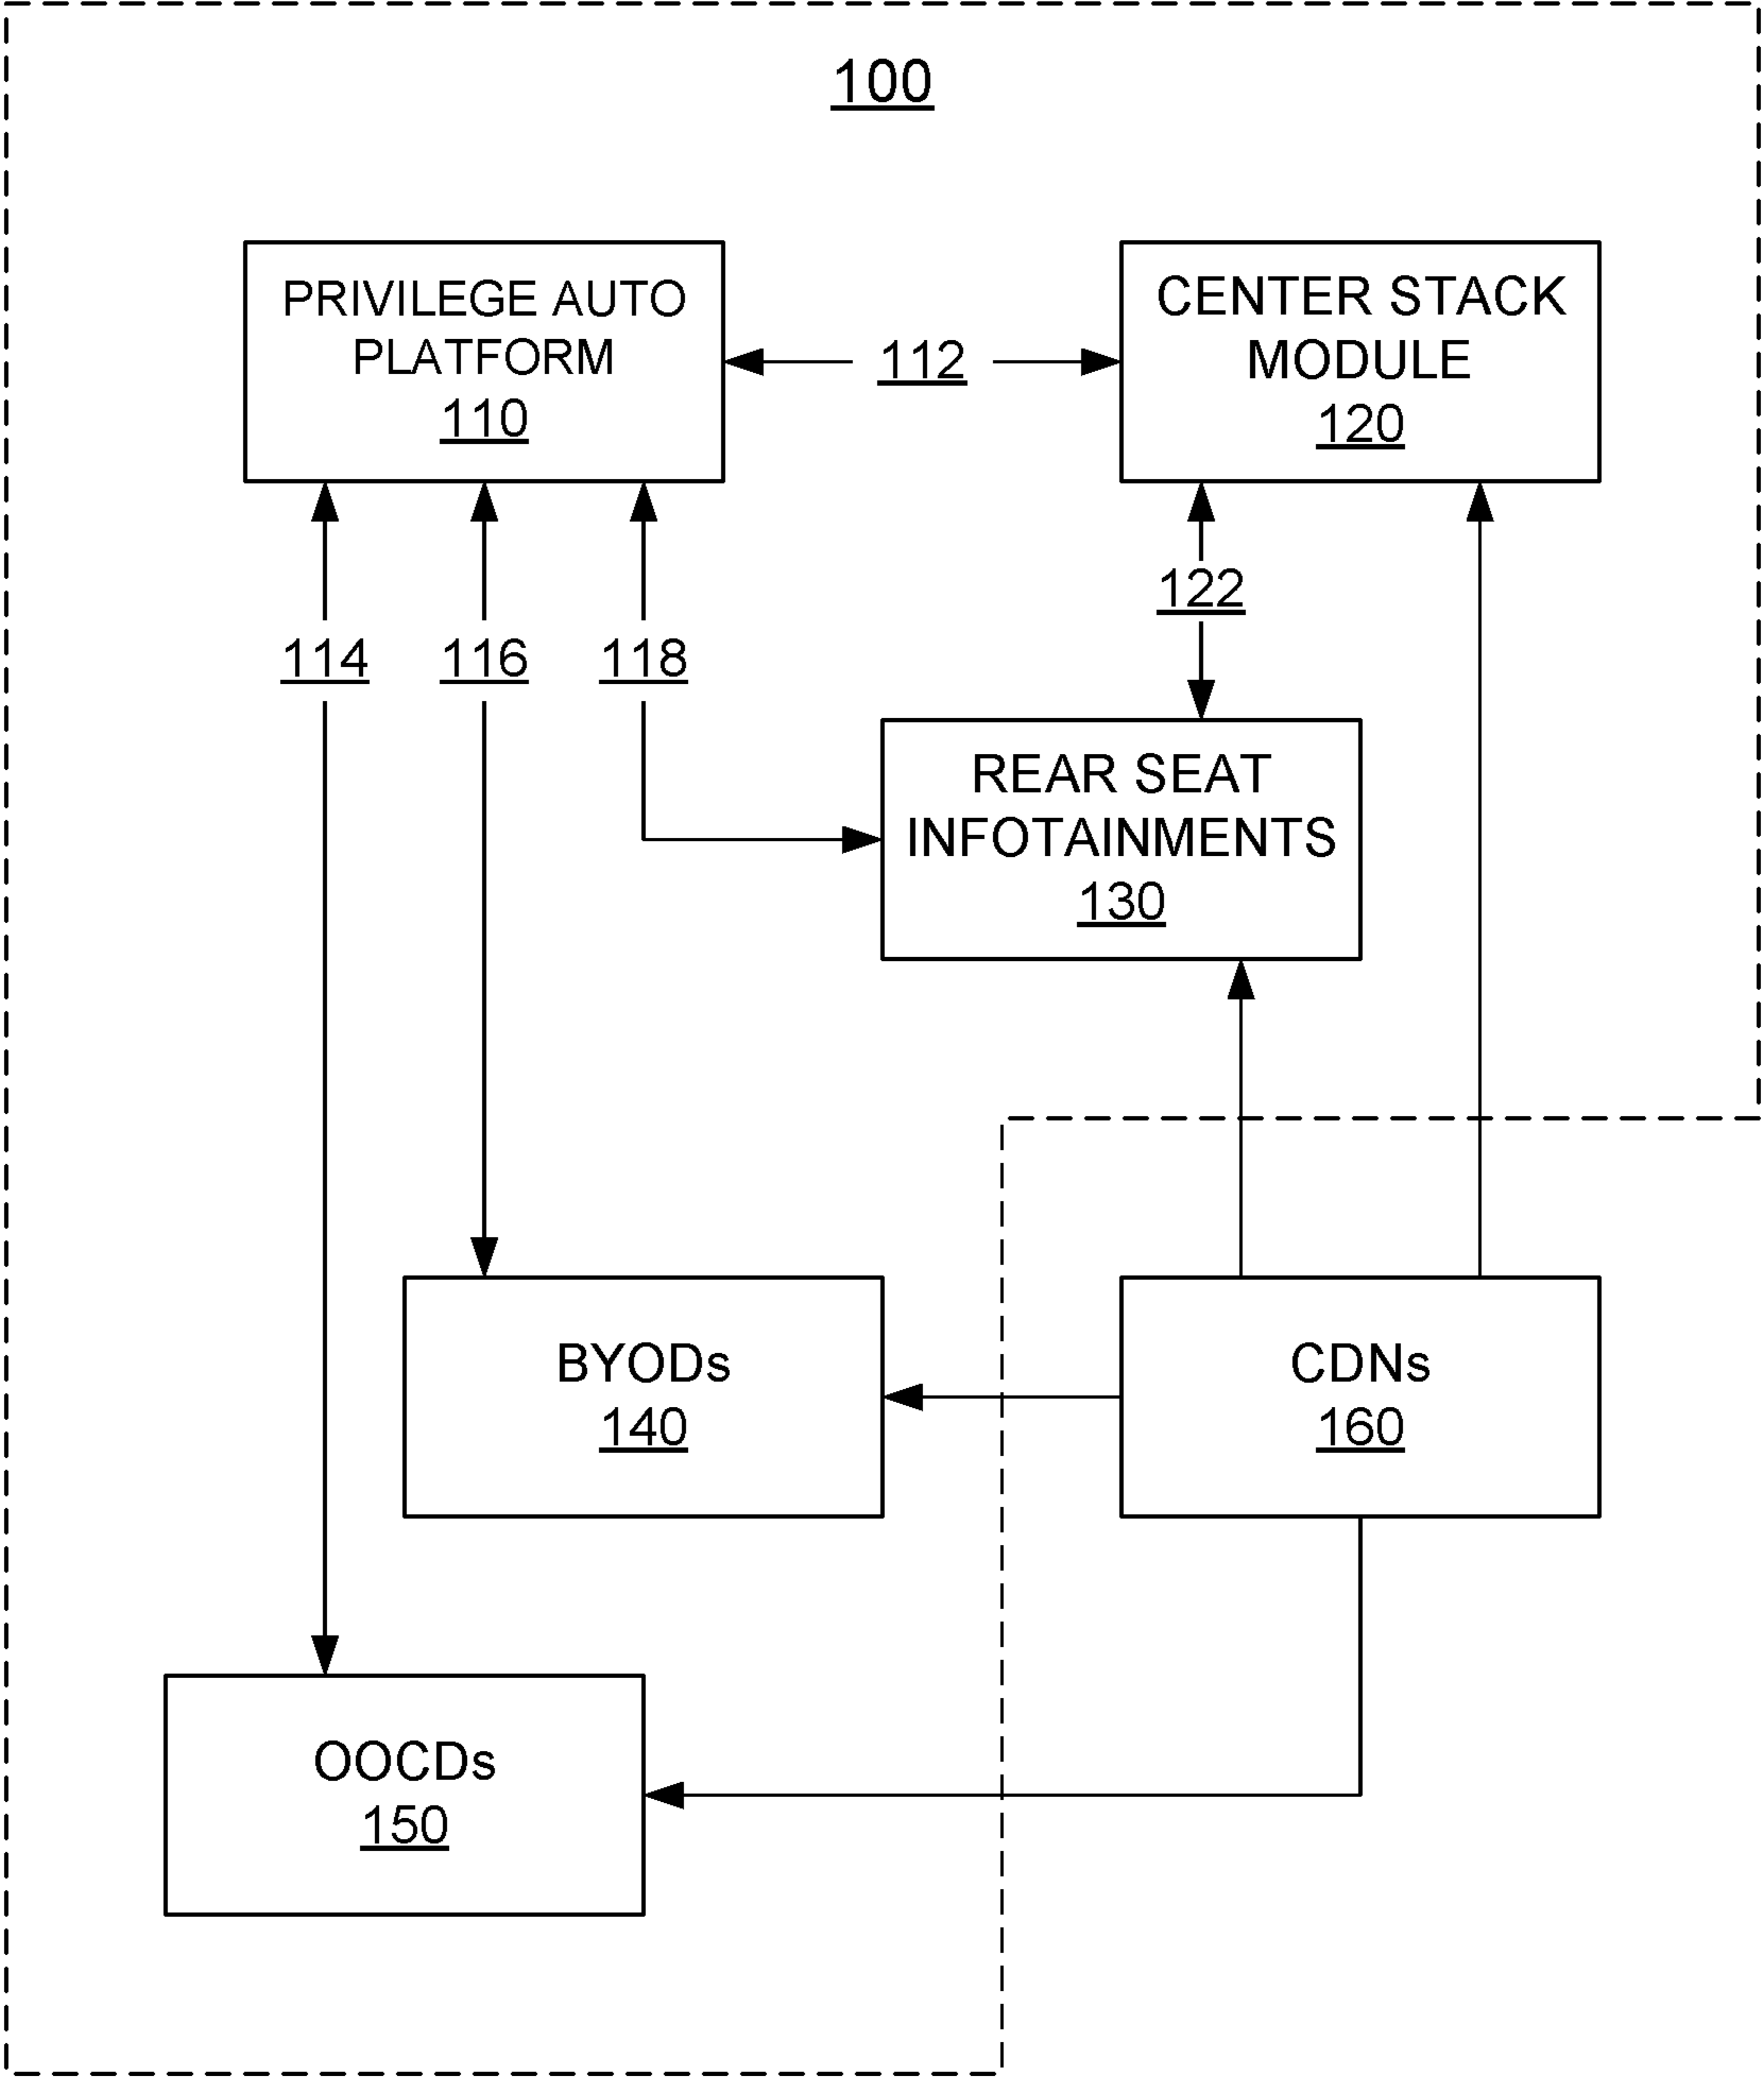 100
PRIVILEGE AUTO
PLATFORM
110
112
CENTER STACK
MODULE
120
122
114
116
118
REAR SEAT
INFOTAINMENTS
130
BYODs
140
CDNs
160
OOCDs
150